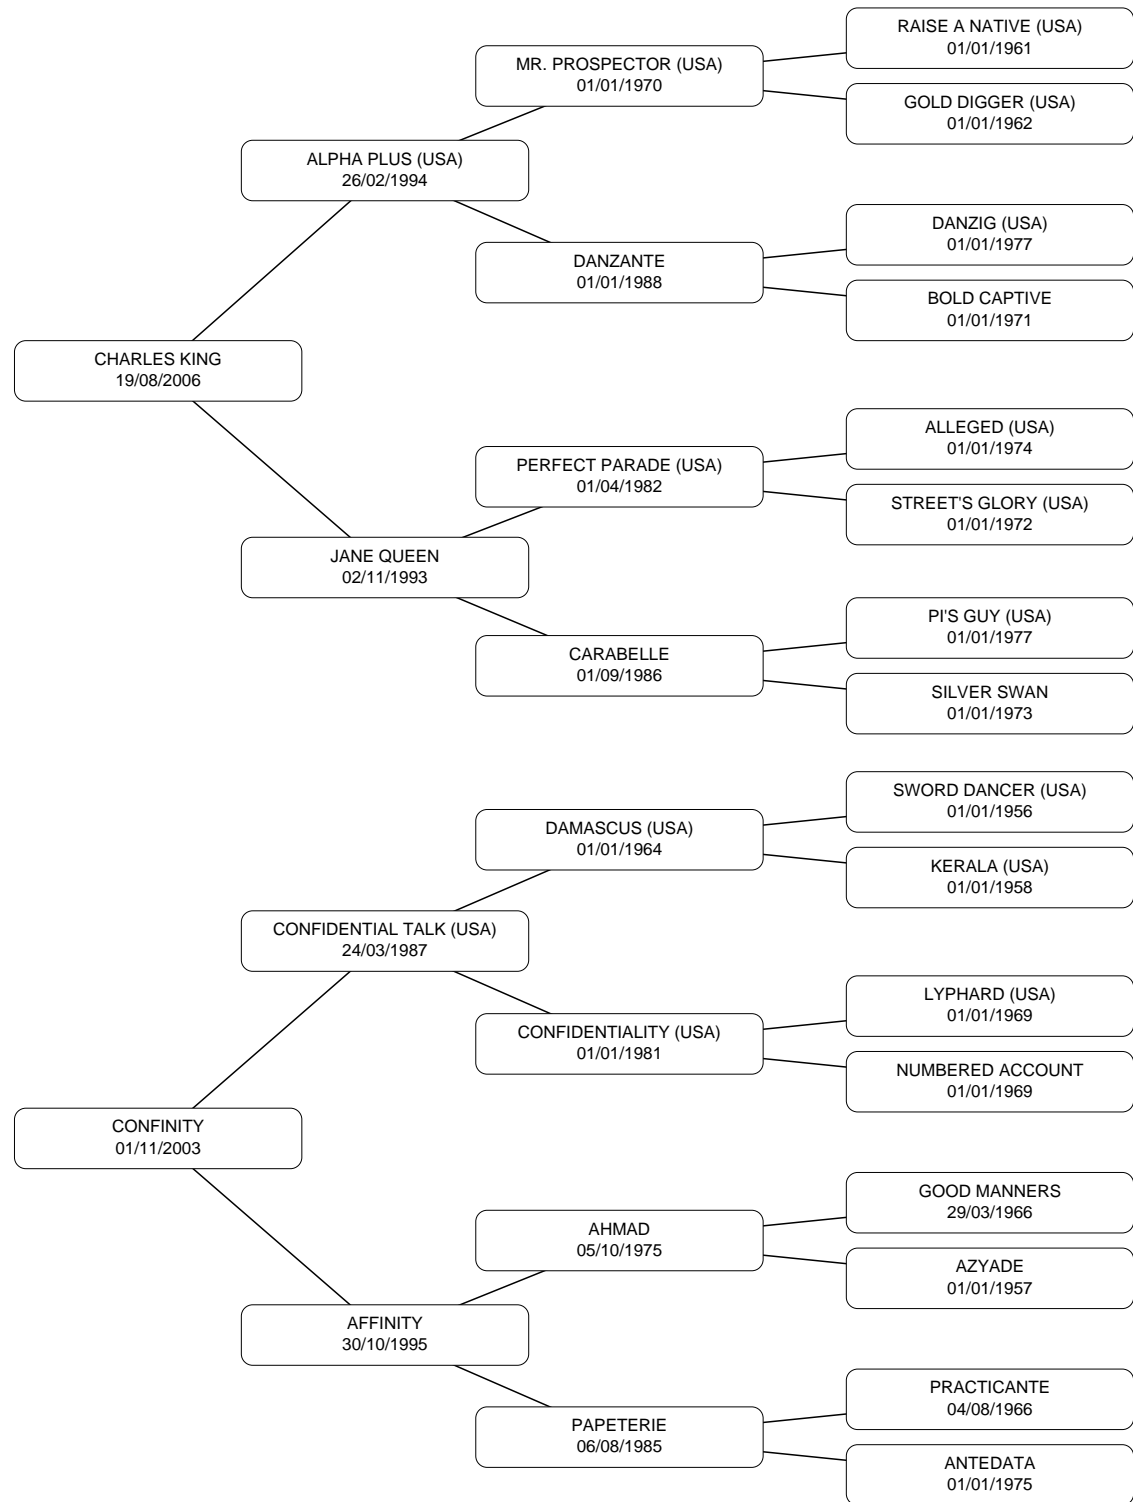 RAISE A NATIVE (USA)
01/01/1961
MR. PROSPECTOR (USA)
01/01/1970
GOLD DIGGER (USA)
01/01/1962
ALPHA PLUS (USA)
26/02/1994
DANZIG (USA)
01/01/1977
DANZANTE
01/01/1988
BOLD CAPTIVE
01/01/1971
CHARLES KING
19/08/2006
ALLEGED (USA)
01/01/1974
PERFECT PARADE (USA)
01/04/1982
STREET'S GLORY (USA)
01/01/1972
JANE QUEEN
02/11/1993
PI'S GUY (USA)
01/01/1977
CARABELLE
01/09/1986
SILVER SWAN
01/01/1973
SWORD DANCER (USA)
01/01/1956
DAMASCUS (USA)
01/01/1964
KERALA (USA)
01/01/1958
CONFIDENTIAL TALK (USA)
24/03/1987
LYPHARD (USA)
01/01/1969
CONFIDENTIALITY (USA)
01/01/1981
NUMBERED ACCOUNT
01/01/1969
CONFINITY
01/11/2003
GOOD MANNERS
29/03/1966
AHMAD
05/10/1975
AZYADE
01/01/1957
AFFINITY
30/10/1995
PRACTICANTE
04/08/1966
PAPETERIE
06/08/1985
ANTEDATA
01/01/1975